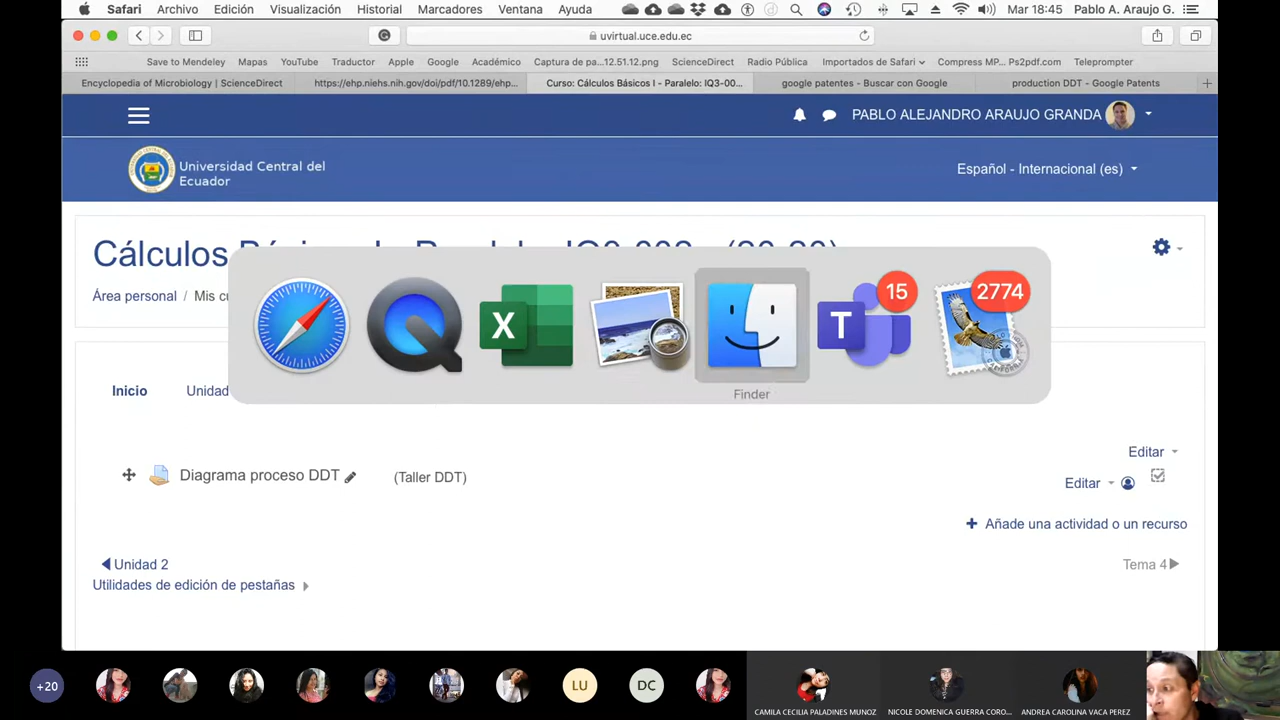 Safari Archivo Edición Visualización Historial Marcadores Ventana Ayuda Mar 18:45 Pablo A. Araujo G.
uvirtual.uce.edu.ec
Save to Mendeley Mapas YouTube Traductor Apple Google Académico Captura de pa...12.51.12.png ScienceDirect Radio Pública Importados de Safari Compress MP... Ps2pdf.com Teleprompter
Encyclopedia of Microbiology | ScienceDirect https://ehp.niehs.nih.gov/doi/pdf/10.1289/ehp... Curso: Cálculos Básicos I - Paralelo: IQ3-00... google patentes - Buscar con Google production DDT - Google Patents
PABLO ALEJANDRO ARAUJO GRANDA
Universidad Central del
Ecuador
Español - Internacional (es)
Cálculos
Área personal / Mis cu
15
2774
X
T
Finder
Inicio Unidad
Editar
Diagrama proceso DDT (Taller DDT)
Editar
+ Añade una actividad o un recurso
Unidad 2 Tema 4
Utilidades de edición de pestañas
+20 LU DC
CAMILA CECILIA PALADINES MUNOZ NICOLE DOMENICA GUERRA CORO... ANDREA CAROLINA VACA PEREZ